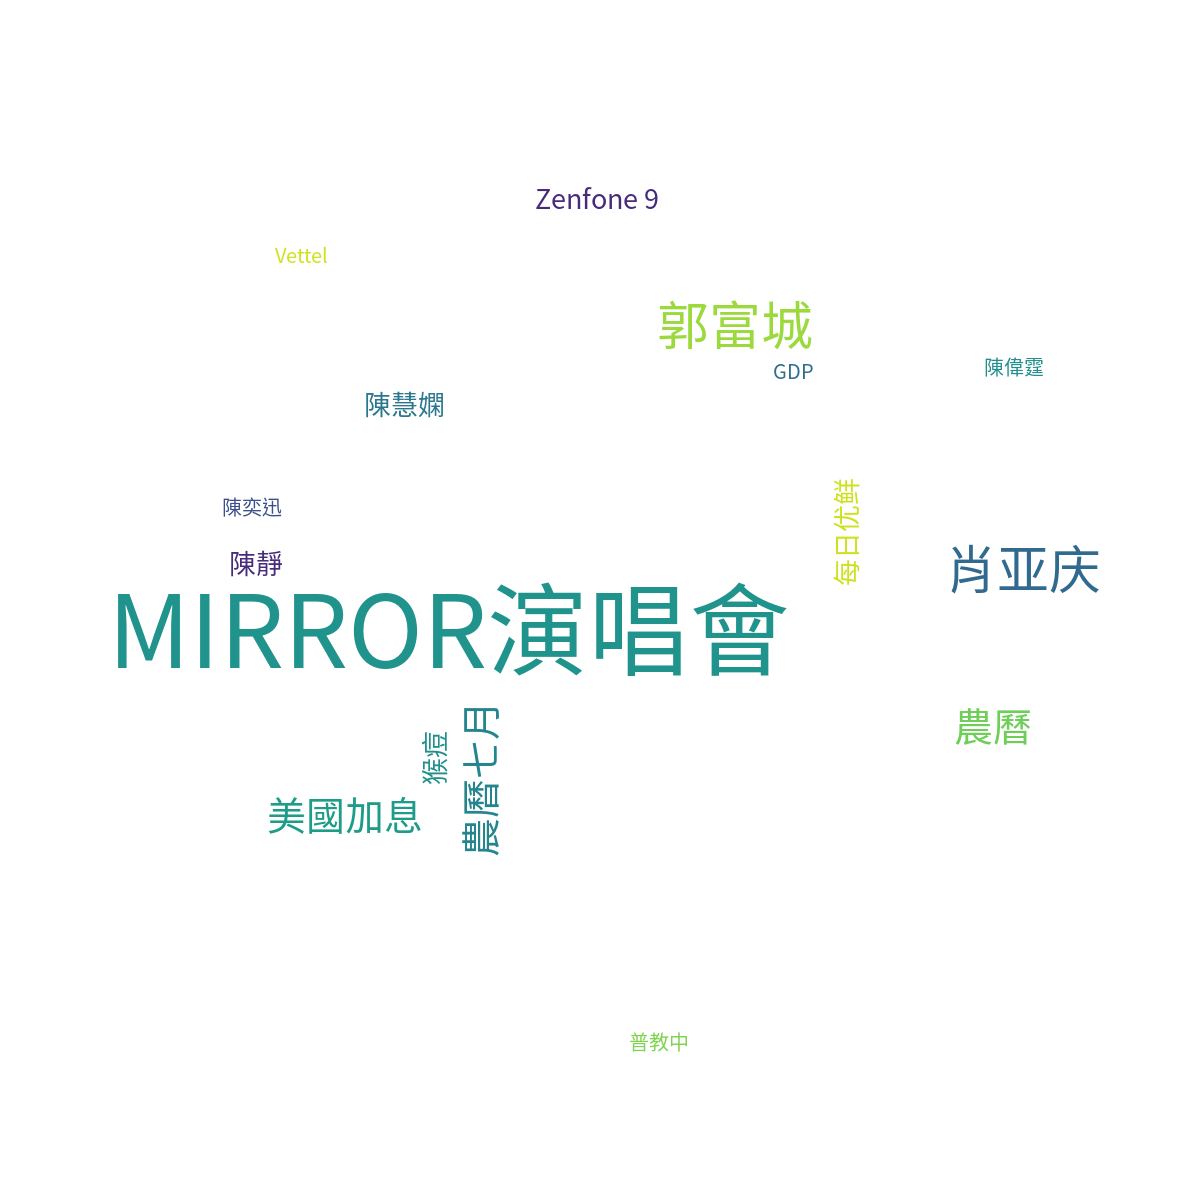 Zenfone 9
Vettel
郭富城
陳偉霆
GDP
陳慧嫻
每日优鲜
陳奕迅
陳靜
肖亚庆
MIRROR演唱會
農曆
農曆七月
猴痘
美國加息
普教中